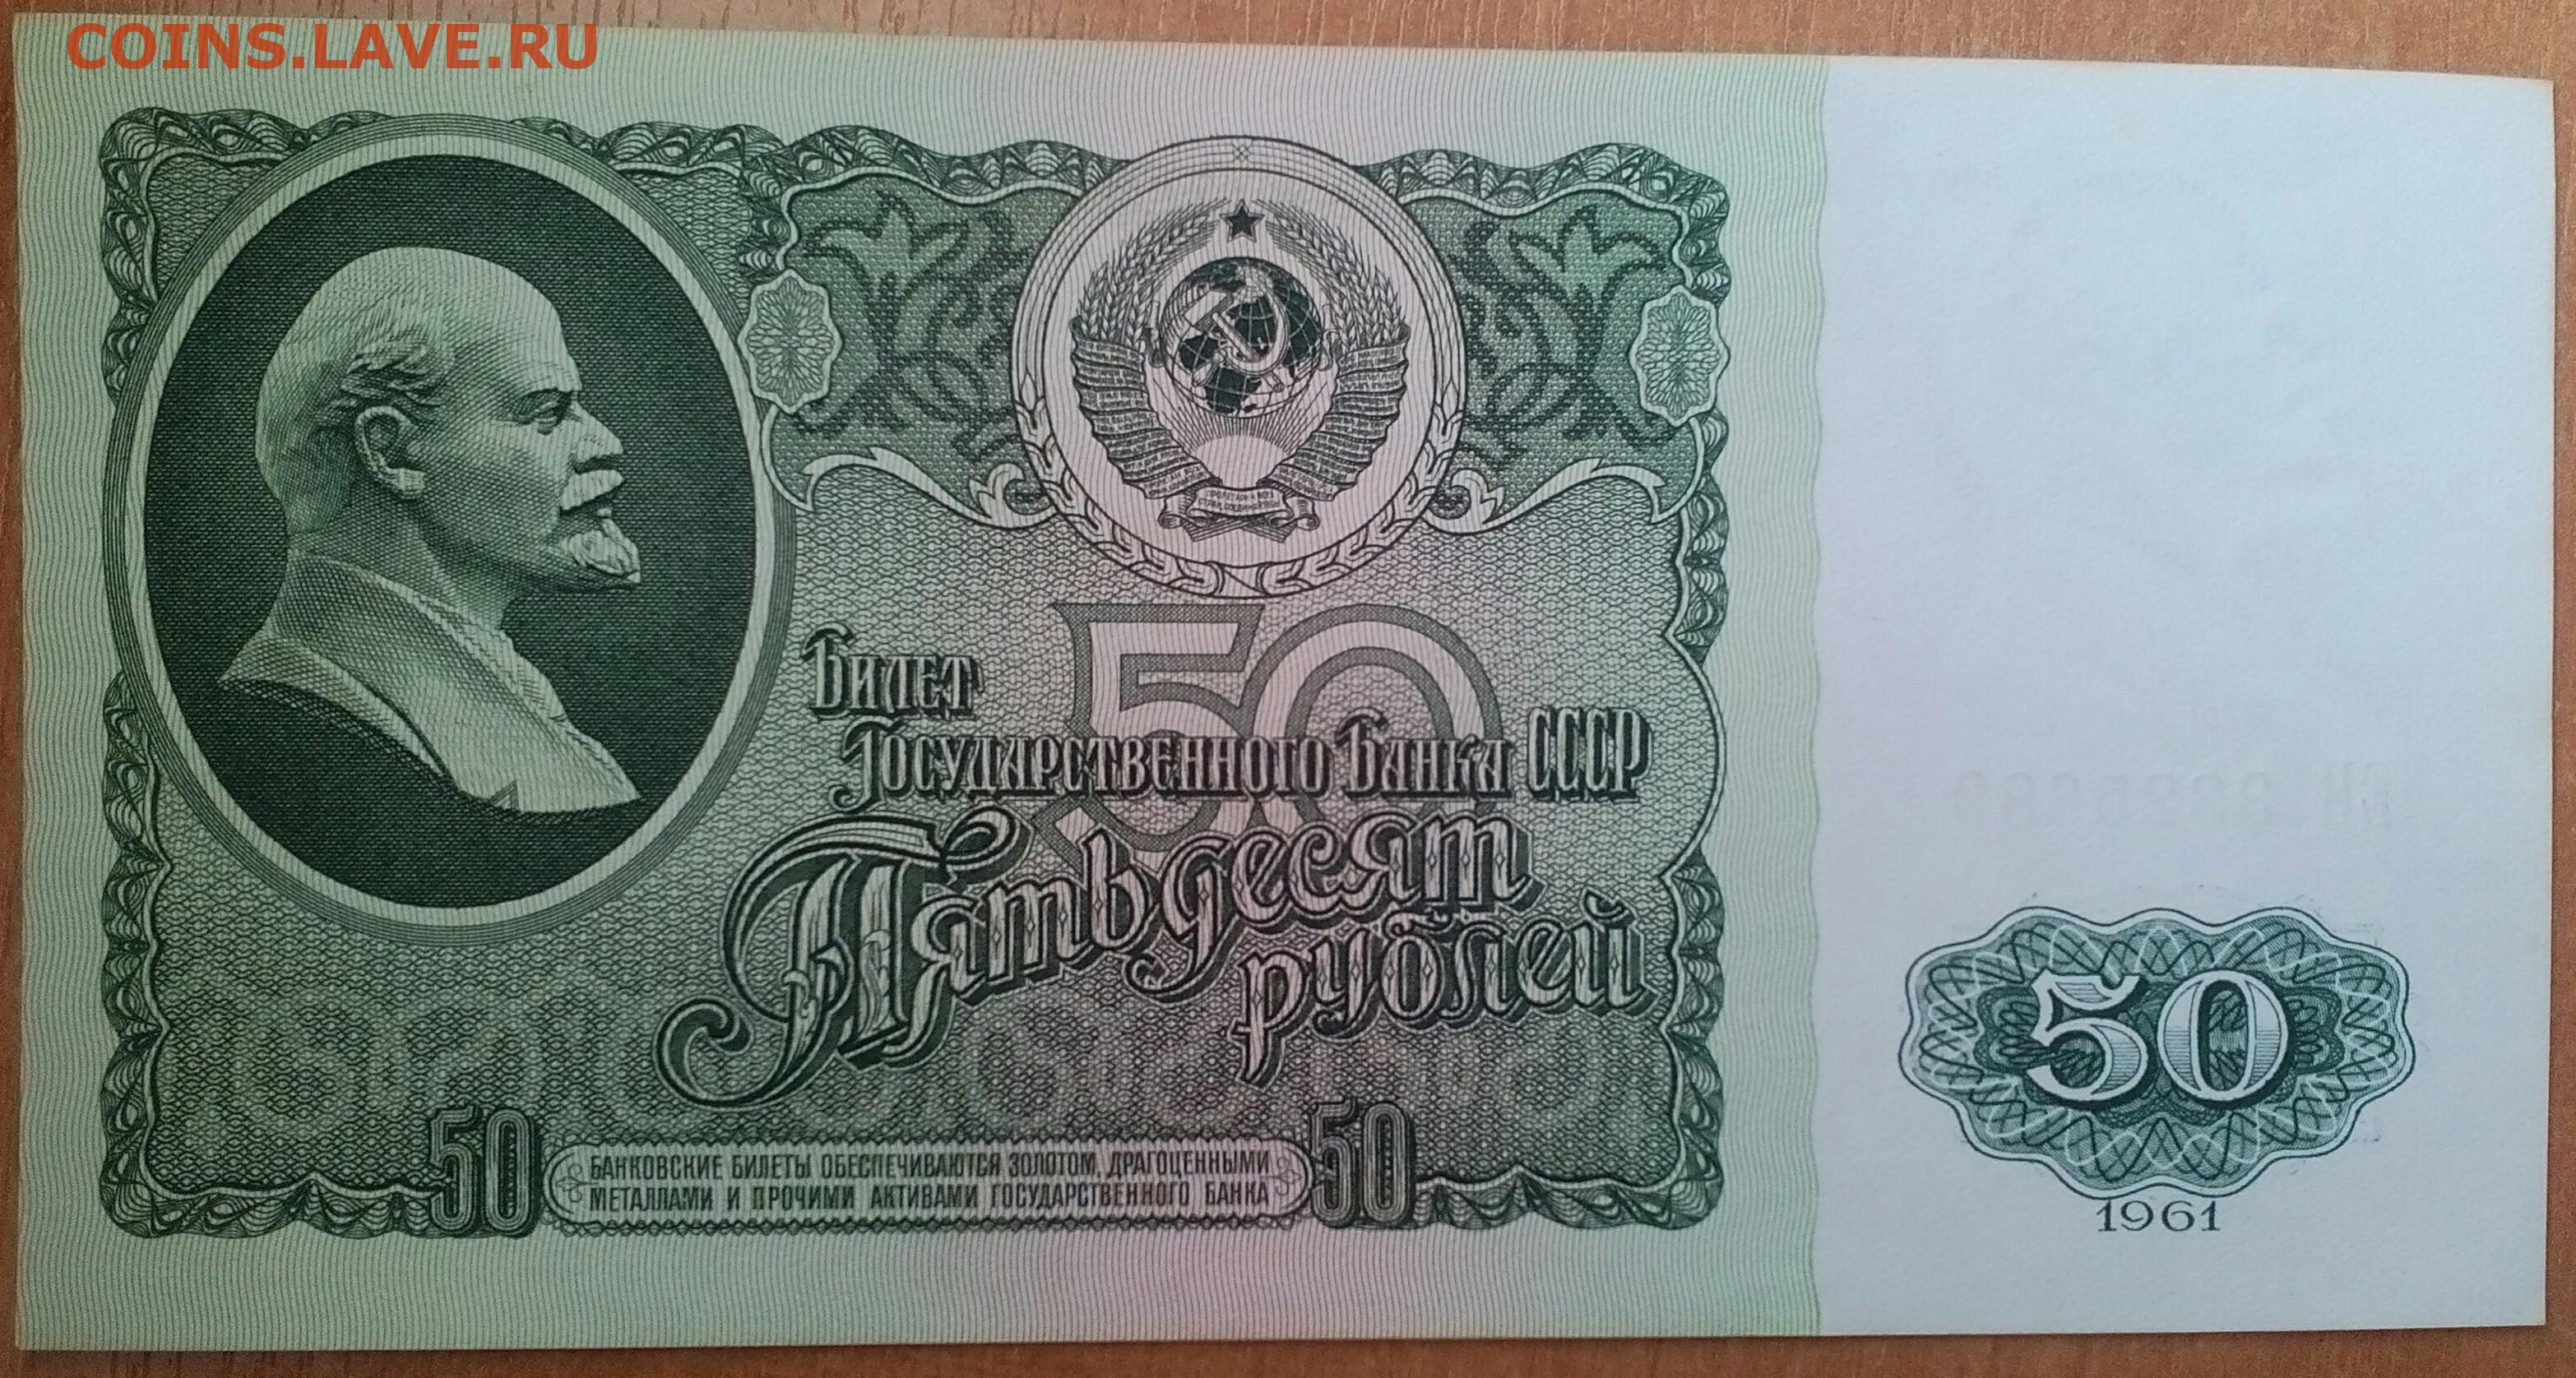 COINS.LAVE.RU
50
Билет
Государственного Банка СССР
Пятьдесят
рублей
50
50
БАНКОВСКИЕ БИЛЕТЫ ОБЕСПЕЧИВАЮТСЯ ЗОЛОТОМ, ДРАГОЦЕННЫМИ
МЕТАЛЛАМИ И ПРОЧИМИ АКТИВАМИ ГОСУДАРСТВЕННОГО БАНКА
50
1961